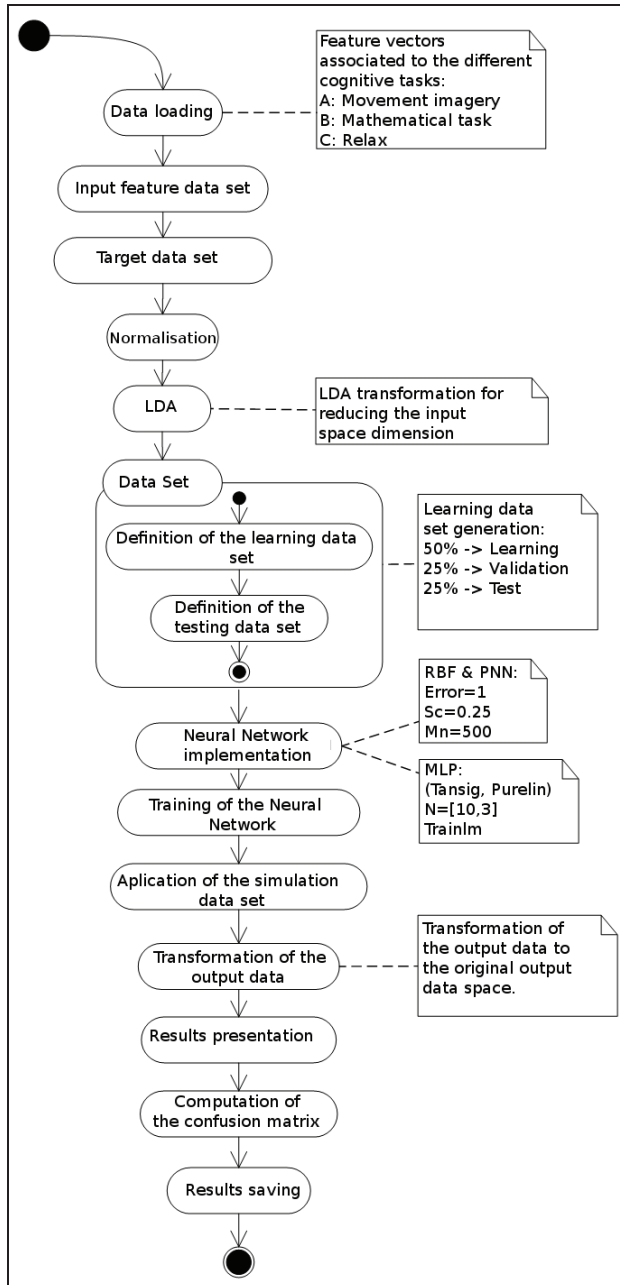 Feature vectors
associated to the different
cognitive tasks:
A: Movement imagery
B: Mathematical task
C: Relax
Data loading
Input feature data set
Target data set
Normalisation
LDA
LDA transformation for
reducing the input
space dimension
Data Set
Definition of the learning data
set
Definition of the
testing data set
Learning data
set generation:
50% -> Learning
25% -> Validation
25% -> Test
RBF & PNN:
Error=1
Sc=0.25
Mn=500
Neural Network
implementation
MLP:
(Tansig, Purelin)
N=[10,3]
Trainlm
Training of the Neural
Network
Aplication of the simulation
data set
Transformation of the
output data
Transformation of
the output data to
the original output
data space.
Results presentation
Computation of
the confusion matrix
Results saving